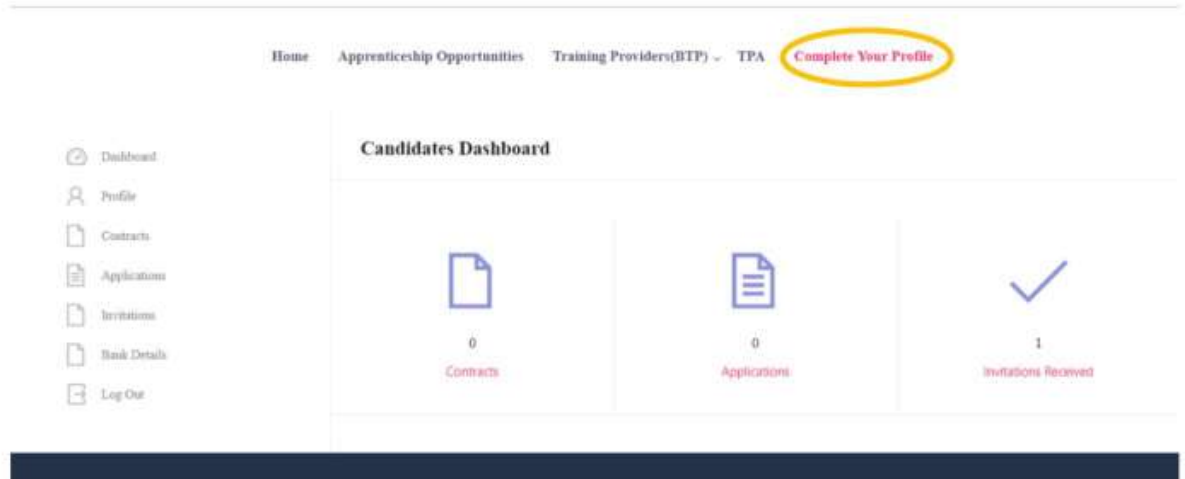 Home Apprenticeship Opportunities Training Providers(BTP) TPA Complete Your Profile
Dashboard
Profile
Contracts
Applications
Invitations
Bank Details
Log Out
Candidates Dashboard
0
Contracts
0
Applications
1
Invitations Received